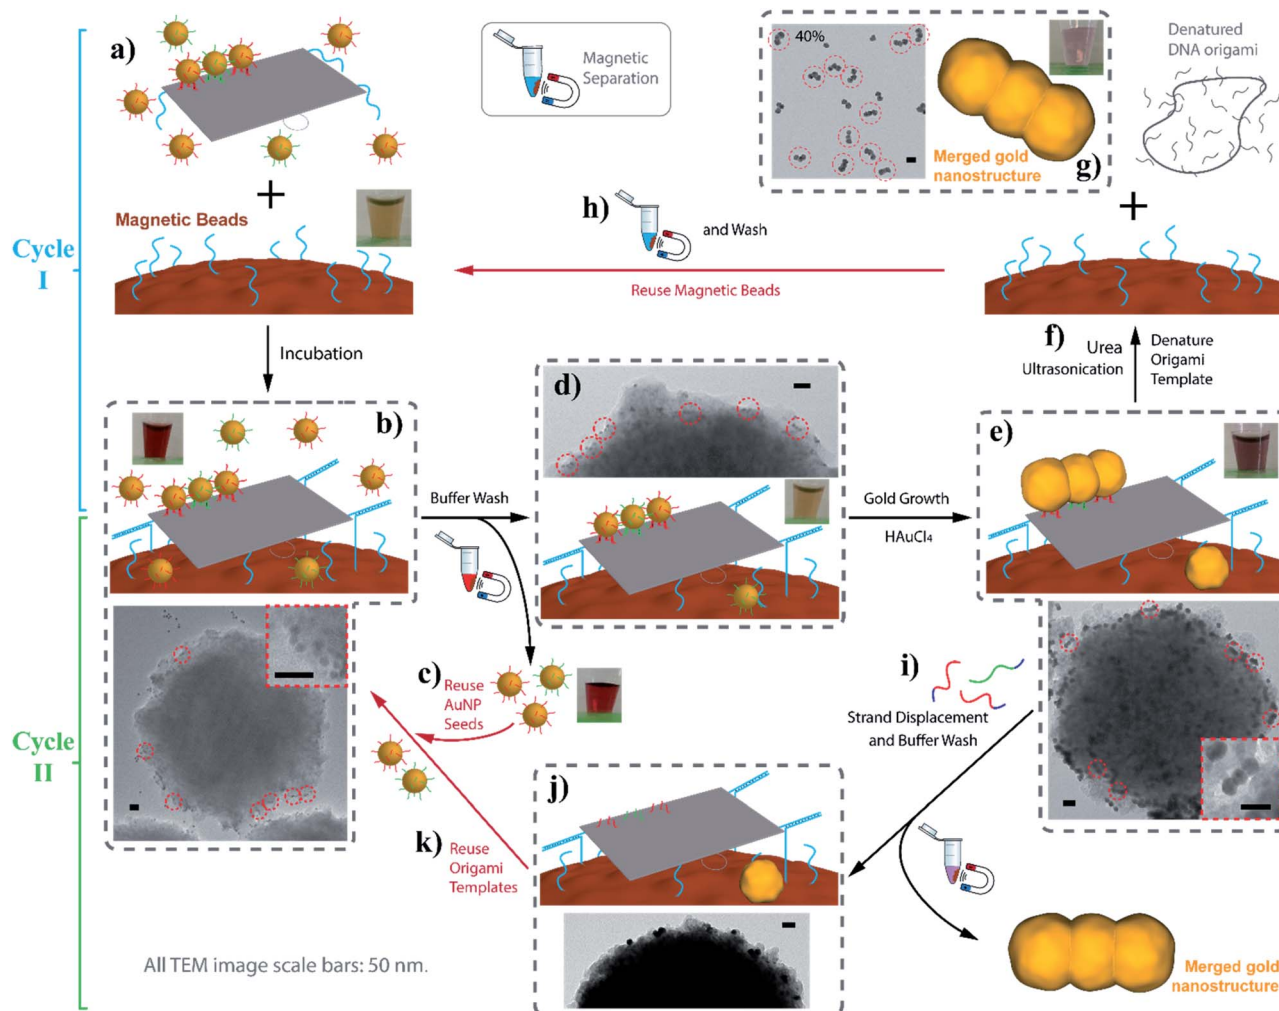 a)
Magnetic
Separation
40%
Merged gold
nanostructure
g)
Denatured
DNA origami
+
Magnetic Beads
h)
and Wash
+
Cycle
I
Reuse Magnetic Beads
Incubation
f)
Urea
Ultrasonication
Denature
Origami
Template
b)
d)
e)
Buffer Wash
Gold Growth
HAuCl₄
c)
Reuse
AuNP
Seeds
i)
Strand Displacement
and Buffer Wash
Cycle
II
j)
k)
Reuse
Origami
Templates
All TEM image scale bars: 50 nm.
Merged gold
nanostructure